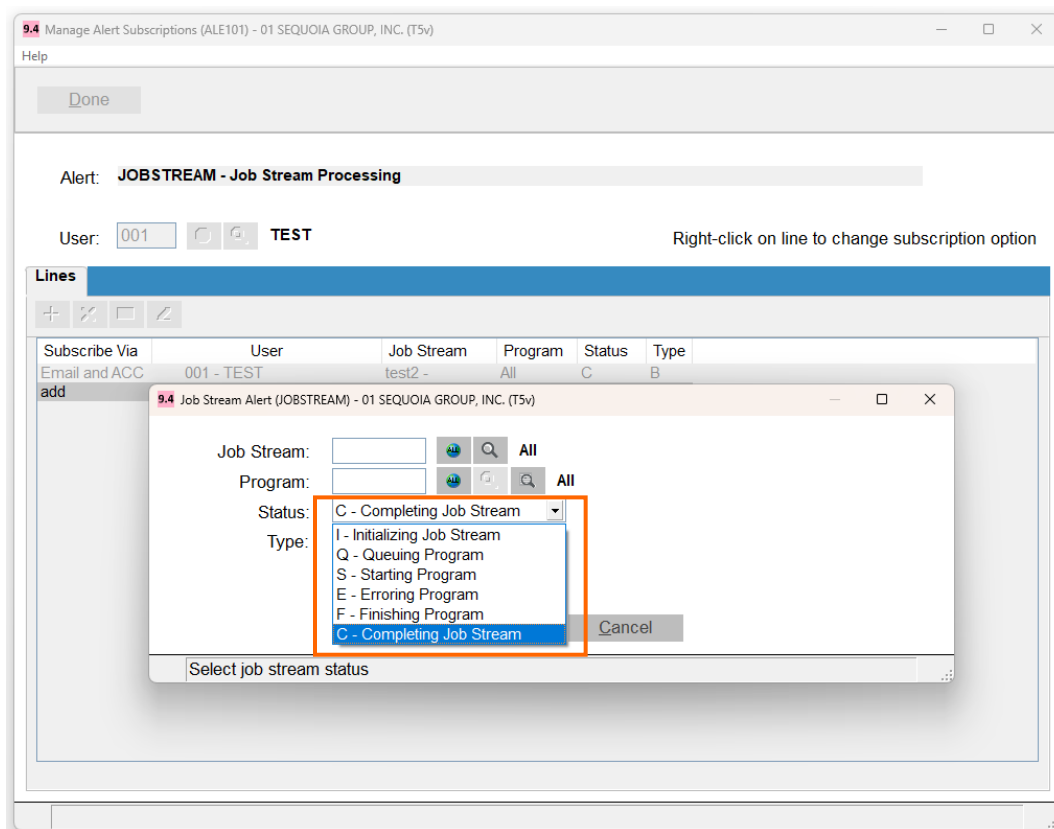 9.4 Manage Alert Subscriptions (ALE101) - 01 SEQUOIA GROUP, INC. (T5v)
Help
Done
Alert: JOBSTREAM - Job Stream Processing
User: 001 TEST Right-click on line to change subscription option
Lines
Subscribe Via User Job Stream Program Status Type
Email and ACC 001 - TEST test2 - All C B
add
9.4 Job Stream Alert (JOBSTREAM) - 01 SEQUOIA GROUP, INC. (T5v)
Job Stream: ALL All
Program: ALL All
Status: C - Completing Job Stream
Type:
I - Initializing Job Stream
Q - Queuing Program
S - Starting Program
E - Erroring Program
F - Finishing Program
C - Completing Job Stream
Cancel
Select job stream status